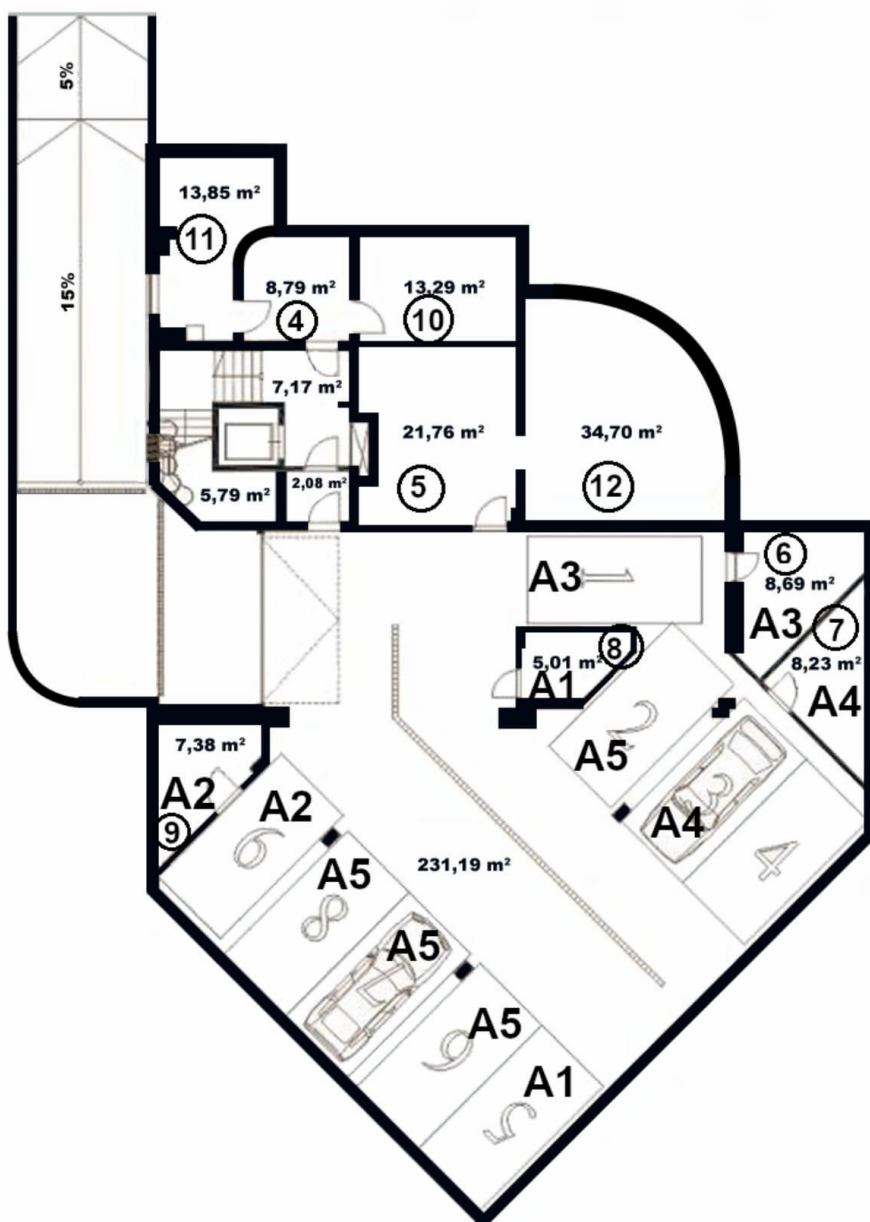 5%
15%
13,85 m²
11
8,79 m²
4
13,29 m²
10
7,17 m²
21,76 m²
5
34,70 m²
12
5,79 m²
2,08 m²
A3
1
6
8,69 m²
A3
7
8,23 m²
A4
8
5,01 m²
A1
2
A5
3
A4
4
7,38 m²
A2
9
A2
9
231,19 m²
A5
8
A5
7
A5
6
A1
5